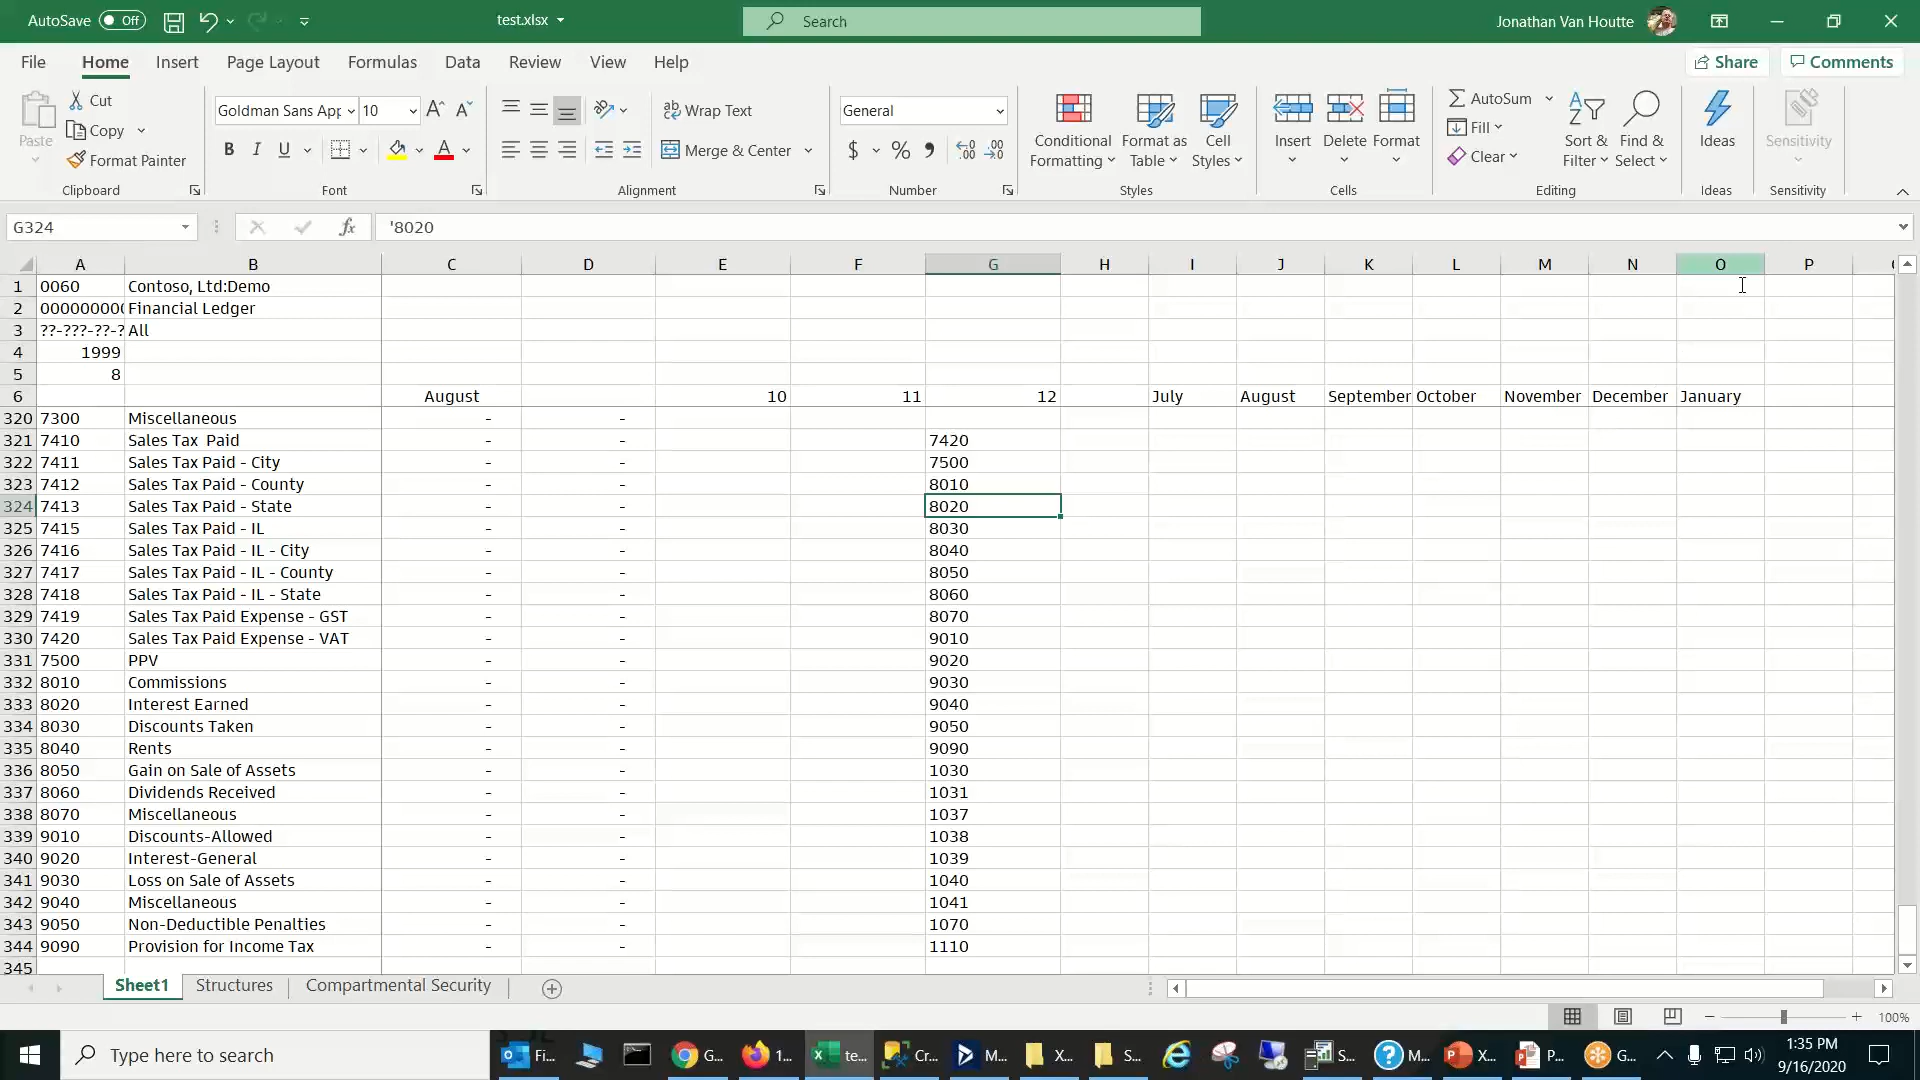 AutoSave Off test.xlsx Search Jonathan Van Houtte
File Home Insert Page Layout Formulas Data Review View Help Share Comments
Paste Cut Copy Format Painter Clipboard
Goldman Sans App 10 B I U A Font
Wrap Text Merge & Center Alignment
General $ % Number
Conditional Formatting Format as Table Cell Styles Styles
Insert Delete Format Cells
AutoSum Fill Clear Sort & Filter Find & Select Editing
Ideas Ideas Sensitivity Sensitivity
G324 fx '8020
A B C D E F G H I J K L M N O P
1 0060 Contoso, Ltd:Demo
2 000000000 Financial Ledger
3 ??-???-??-? All
4 1999
5 8
6 August 10 11 12 July August September October November December January
320 7300 Miscellaneous - -
321 7410 Sales Tax  Paid - - 7420
322 7411 Sales Tax Paid - City - - 7500
323 7412 Sales Tax Paid - County - - 8010
324 7413 Sales Tax Paid - State - - 8020
325 7415 Sales Tax Paid - IL - - 8030
326 7416 Sales Tax Paid - IL - City - - 8040
327 7417 Sales Tax Paid - IL - County - - 8050
328 7418 Sales Tax Paid - IL - State - - 8060
329 7419 Sales Tax Paid Expense - GST - - 8070
330 7420 Sales Tax Paid Expense - VAT - - 9010
331 7500 PPV - - 9020
332 8010 Commissions - - 9030
333 8020 Interest Earned - - 9040
334 8030 Discounts Taken - - 9050
335 8040 Rents - - 9090
336 8050 Gain on Sale of Assets - - 1030
337 8060 Dividends Received - - 1031
338 8070 Miscellaneous - - 1037
339 9010 Discounts-Allowed - - 1038
340 9020 Interest-General - - 1039
341 9030 Loss on Sale of Assets - - 1040
342 9040 Miscellaneous - - 1041
343 9050 Non-Deductible Penalties - - 1070
344 9090 Provision for Income Tax - - 1110
345
Sheet1 Structures Compartmental Security
100%
Type here to search Fi... G... 1... te... Cr... M... X... S... S... M... X... P... G... 1:35 PM
9/16/2020